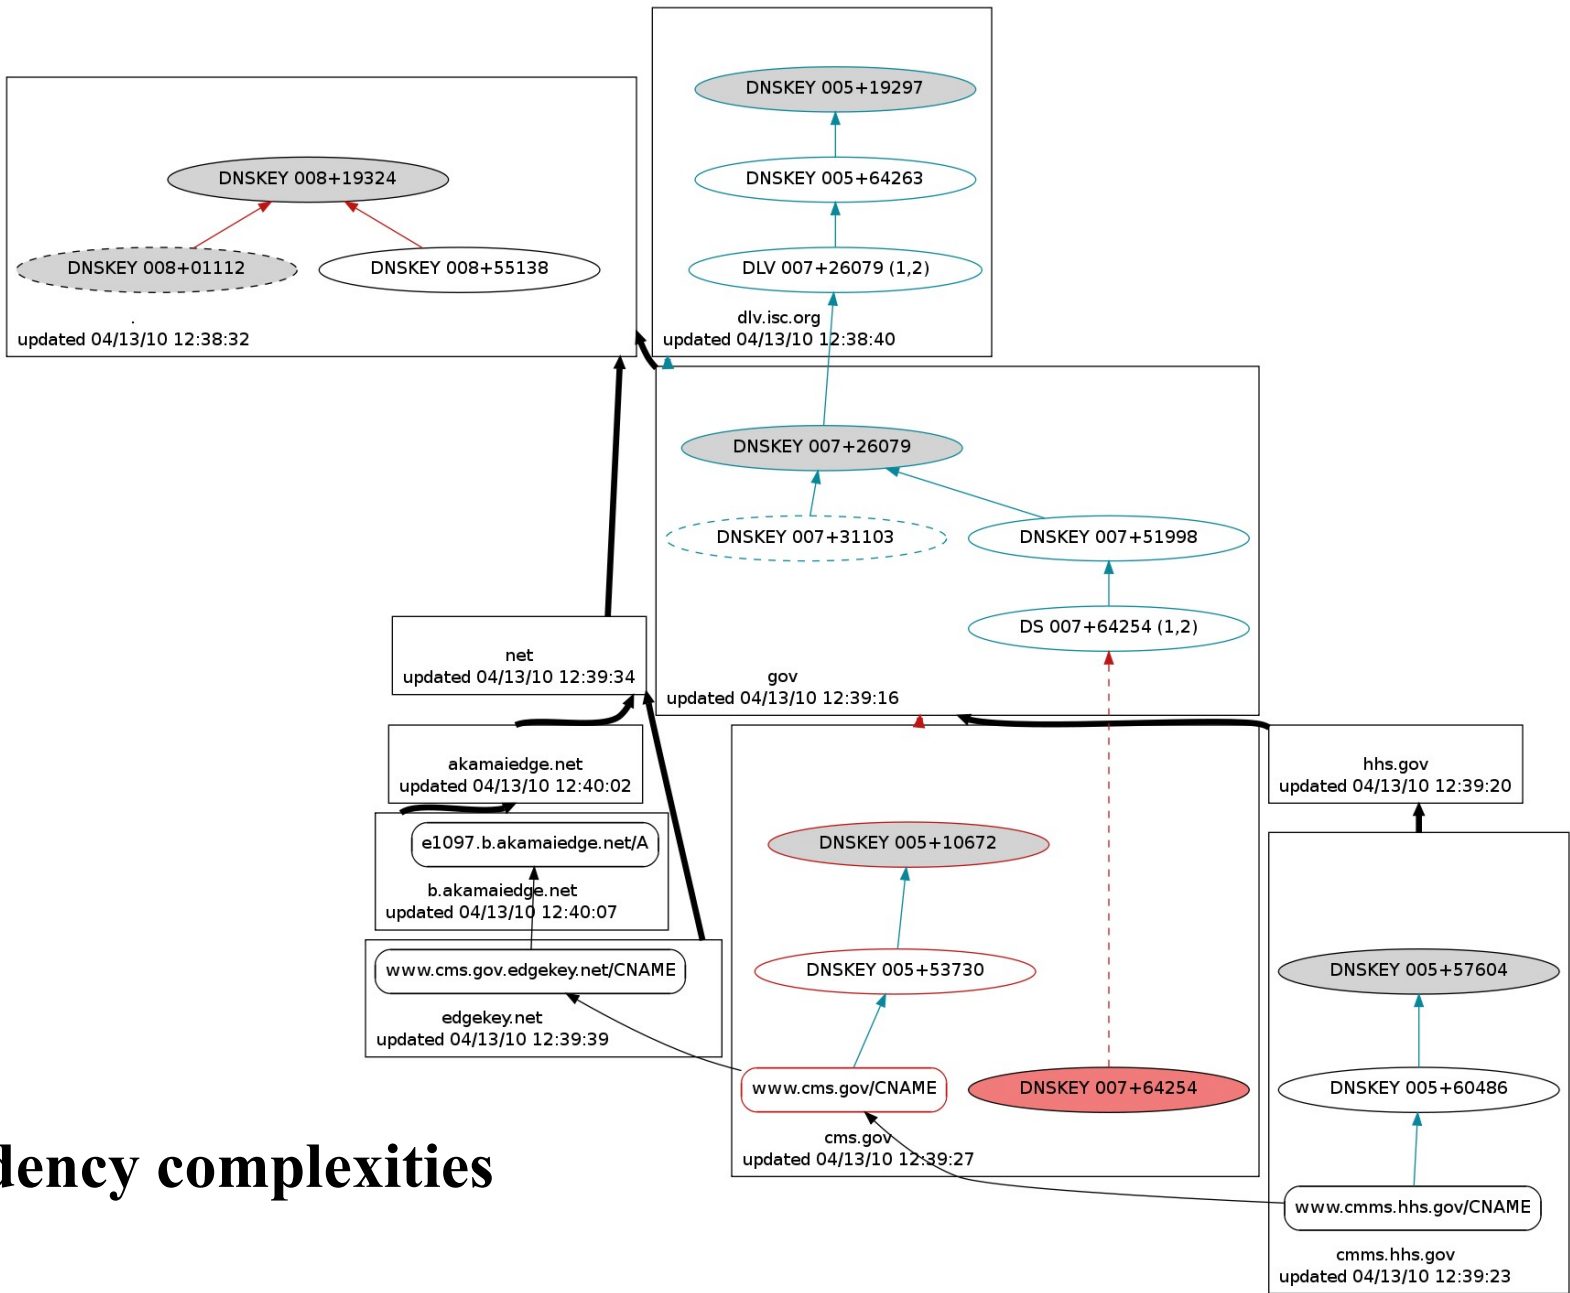 DNSKEY 005+19297
DNSKEY 005+64263
DLV 007+26079 (1,2)
dlv.isc.org
updated 04/13/10 12:38:40
DNSKEY 008+19324
DNSKEY 008+01112
DNSKEY 008+55138
.
updated 04/13/10 12:38:32
DNSKEY 007+26079
DNSKEY 007+31103
DNSKEY 007+51998
DS 007+64254 (1,2)
gov
updated 04/13/10 12:39:16
net
updated 04/13/10 12:39:34
akamaiedge.net
updated 04/13/10 12:40:02
e1097.b.akamaiedge.net/A
b.akamaiedge.net
updated 04/13/10 12:40:07
www.cms.gov.edgekey.net/CNAME
edgekey.net
updated 04/13/10 12:39:39
DNSKEY 005+10672
DNSKEY 005+53730
www.cms.gov/CNAME
DNSKEY 007+64254
cms.gov
updated 04/13/10 12:39:27
hhs.gov
updated 04/13/10 12:39:20
DNSKEY 005+57604
DNSKEY 005+60486
www.cmms.hhs.gov/CNAME
cmms.hhs.gov
updated 04/13/10 12:39:23
dency complexities